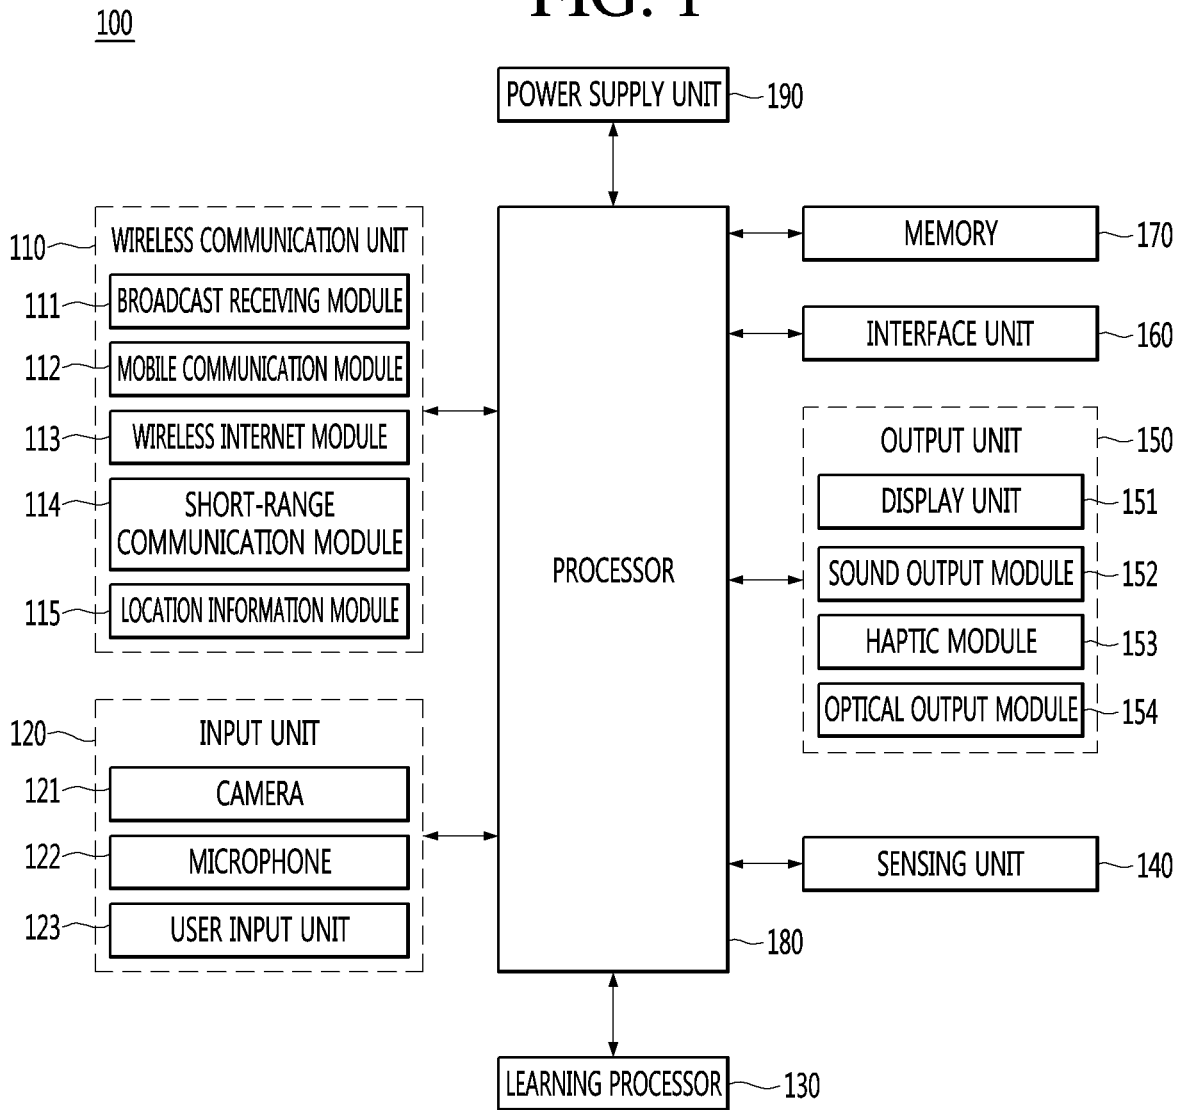 FIG. 1
100
POWER SUPPLY UNIT 190
110 WIRELESS COMMUNICATION UNIT
111 BROADCAST RECEIVING MODULE
112 MOBILE COMMUNICATION MODULE
113 WIRELESS INTERNET MODULE
114 SHORT-RANGE
COMMUNICATION MODULE
115 LOCATION INFORMATION MODULE
120 INPUT UNIT
121 CAMERA
122 MICROPHONE
123 USER INPUT UNIT
PROCESSOR
180
MEMORY 170
INTERFACE UNIT 160
OUTPUT UNIT 150
DISPLAY UNIT 151
SOUND OUTPUT MODULE 152
HAPTIC MODULE 153
OPTICAL OUTPUT MODULE 154
SENSING UNIT 140
LEARNING PROCESSOR 130